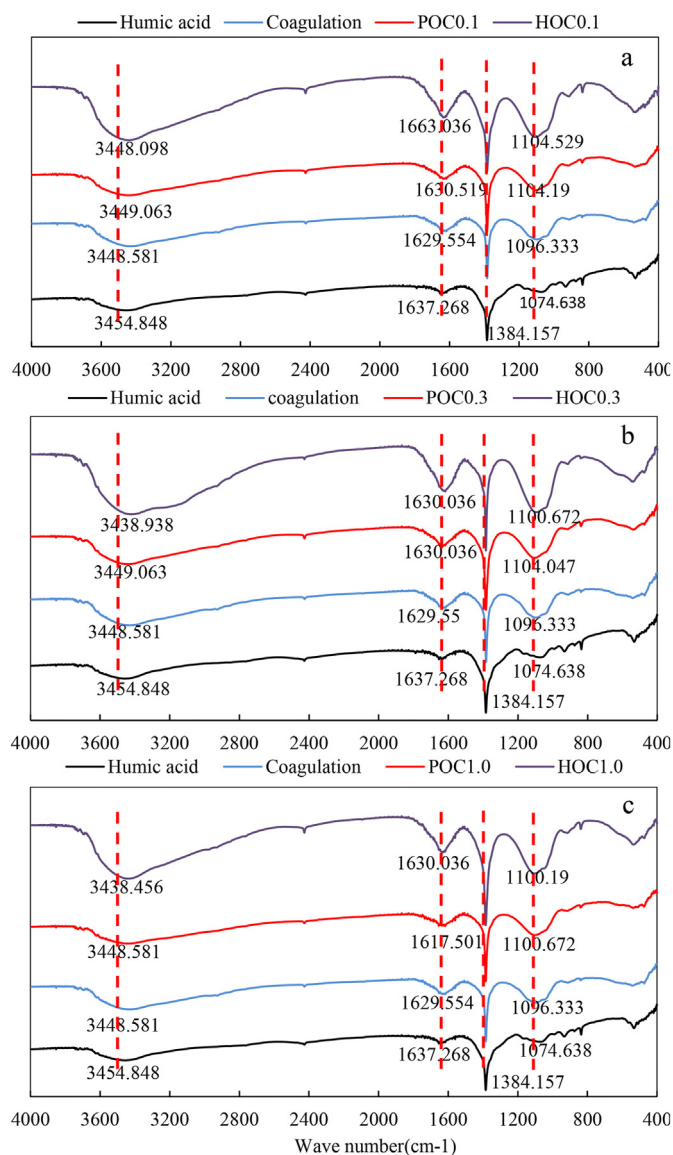 Humic acid Coagulation POC0.1 HOC0.1
a
3448.098 1663.036 1104.529
3449.063 1630.519 1104.19
3448.581 1629.554 1096.333
3454.848 1637.268 1074.638
1384.157
4000 3600 3200 2800 2400 2000 1600 1200 800 400
Humic acid coagulation POC0.3 HOC0.3
b
3438.938 1630.036 1100.672
3449.063 1630.036 1104.047
3448.581 1629.55 1096.333
3454.848 1637.268 1074.638
1384.157
4000 3600 3200 2800 2400 2000 1600 1200 800 400
Humic acid Coagulation POC1.0 HOC1.0
c
3438.456 1630.036 1100.19
3448.581 1617.501 1100.672
3448.581 1629.554 1096.333
3454.848 1637.268 1074.638
1384.157
4000 3600 3200 2800 2400 2000 1600 1200 800 400
Wave number(cm-1)